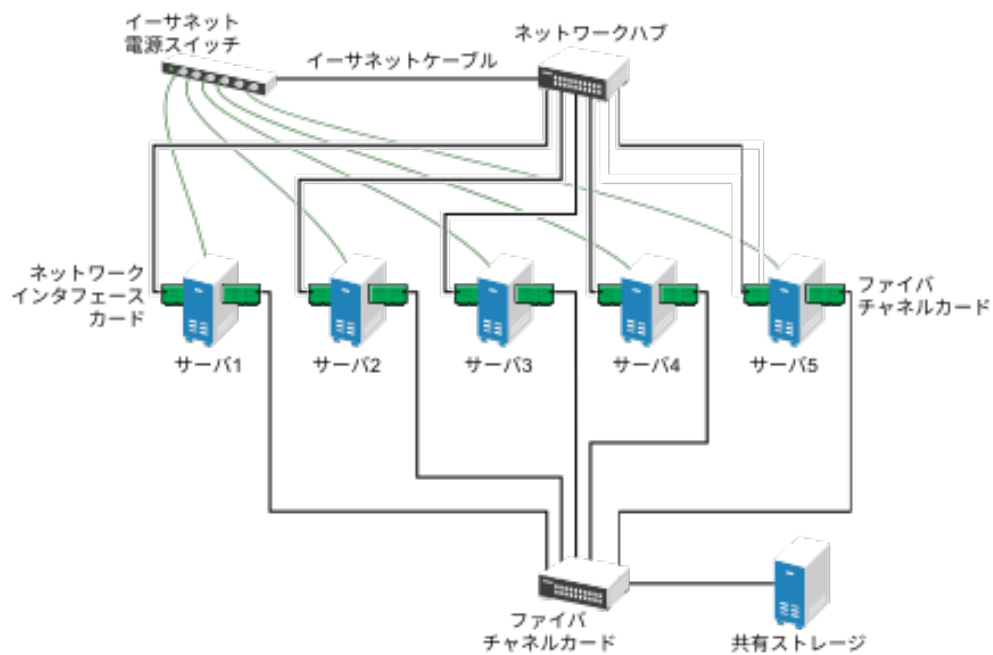 イーサネット
電源スイッチ
イーサネットケーブル
ネットワークハブ
ネットワーク
インタフェース
カード
ファイバ
チャネルカード
サーバ1
サーバ2
サーバ3
サーバ4
サーバ5
ファイバ
チャネルカード
共有ストレージ